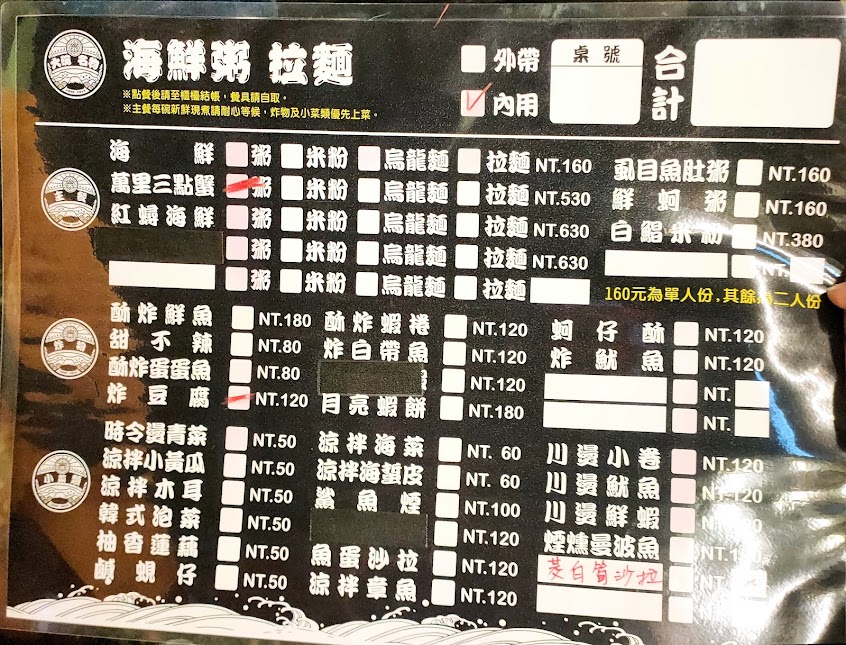 大鵬 名物
海鮮粥 拉麵
※點餐後請至櫃檯結帳，餐具請自取。
※主餐每碗新鮮現煮請耐心等候，炸物及小菜類優先上菜。
外帶
內用
桌號
合計
主餐
海鮮 粥 米粉 烏龍麵 拉麵 NT.160
萬里三點蟹 粥 米粉 烏龍麵 拉麵 NT.530
紅蟳海鮮 粥 米粉 烏龍麵 拉麵 NT.630
粥 米粉 烏龍麵 拉麵 NT.630
粥 米粉 烏龍麵 拉麵
虱目魚肚粥 NT.160
鮮蚵粥 NT.160
白鯧米粉 NT.380
NT.
160元為單人份，其餘為二人份
炸物
酥炸鮮魚 NT.180
甜不辣 NT.80
酥炸蛋蛋魚 NT.80
炸豆腐 NT.120
酥炸蝦捲 NT.120
炸白帶魚 NT.120
NT.120
月亮蝦餅 NT.180
蚵仔酥 NT.120
炸魷魚 NT.120
NT.
NT.
小菜類
時令燙青菜 NT.50
涼拌小黃瓜 NT.50
涼拌木耳 NT.50
韓式泡菜 NT.50
柚香蓮藕 NT.50
鹹蜆仔 NT.50
涼拌海菜 NT. 60
涼拌海蜇皮 NT. 60
鯊魚煙 NT.100
NT.120
魚蛋沙拉 NT.120
涼拌章魚 NT.120
川燙小卷 NT.120
川燙魷魚 NT.120
川燙鮮蝦
煙燻曼波魚
茭白筍沙拉